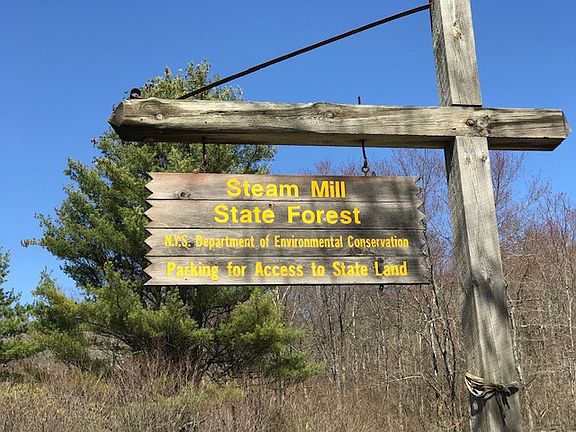 Steam Mill
State Forest
N.Y.S. Department of Environmental Conservation
Parking for Access to State Land